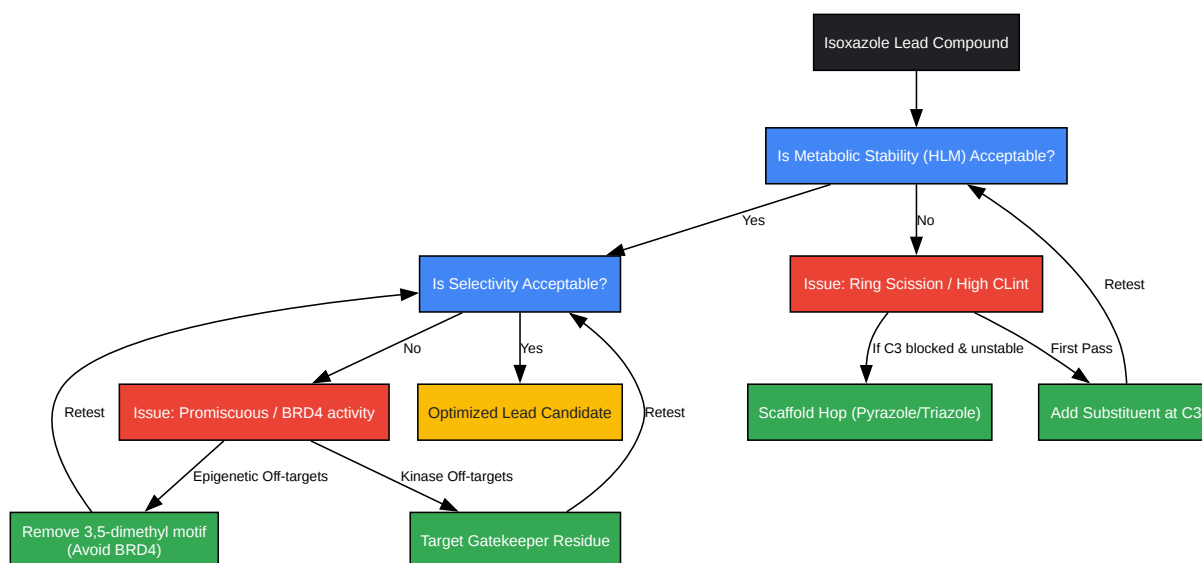 Isoxazole Lead Compound
Is Metabolic Stability (HLM) Acceptable?
Yes
No
Is Selectivity Acceptable?
Issue: Ring Scission / High CLint
Retest
No
Yes
If C3 blocked & unstable
First Pass
Retest
Issue: Promiscuous / BRD4 activity
Optimized Lead Candidate
Retest
Scaffold Hop (Pyrazole/Triazole)
Add Substituent at C3
Epigenetic Off-targets
Kinase Off-targets
Remove 3,5-dimethyl motif
(Avoid BRD4)
Target Gatekeeper Residue